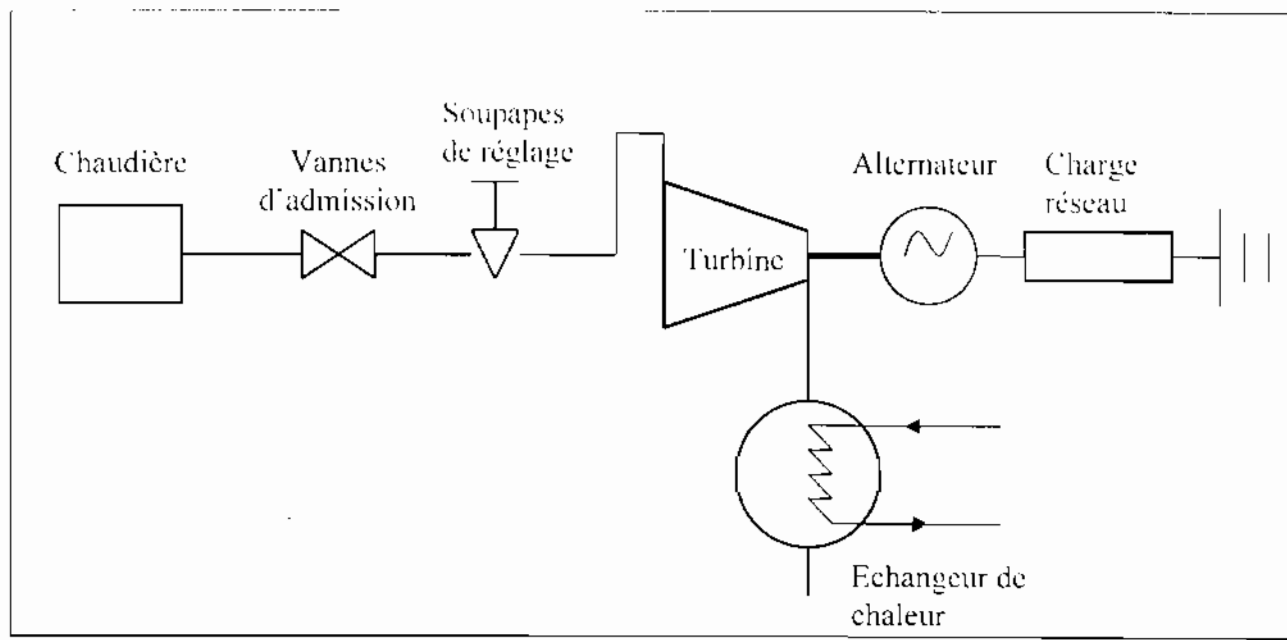 Chaudière
Vannes
d'admission
Soupapes
de réglage
Turbine
Alternateur
Charge
réseau
Echangeur de
chaleur